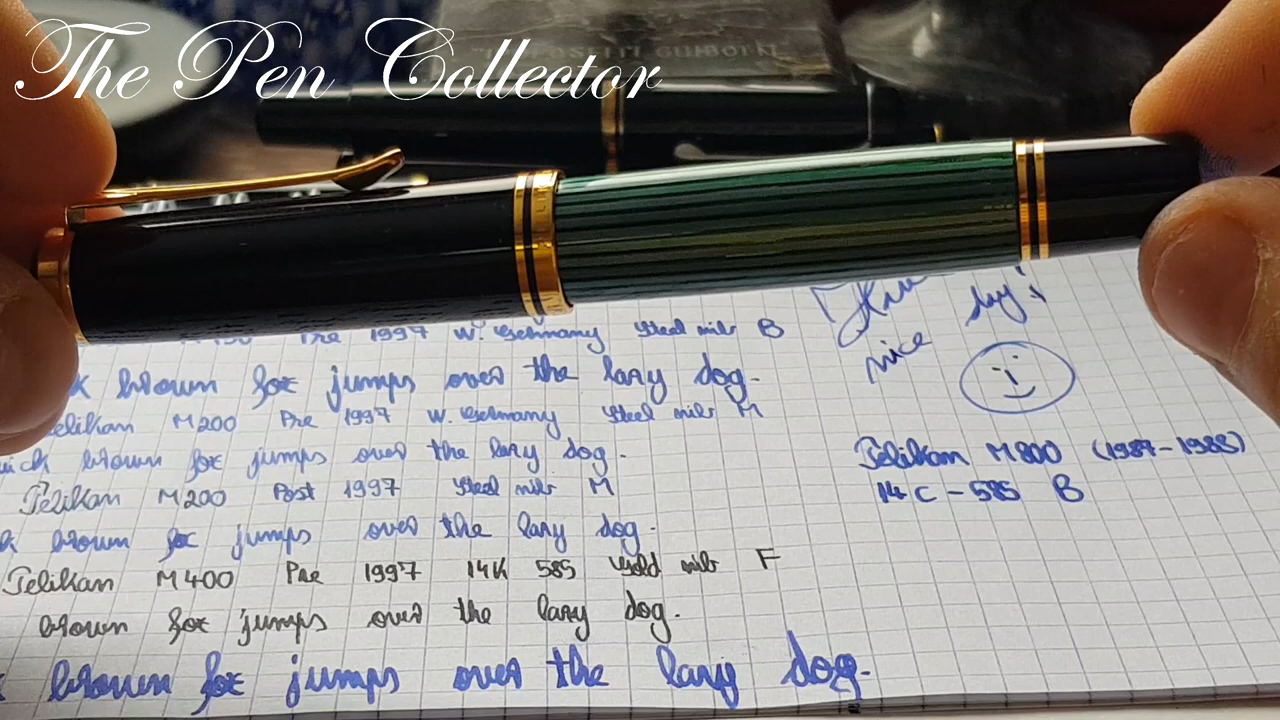 The Pen Collector
Pre 1997 W. Germany Steel nib B
brown fox jumps over the lazy dog.
Pelikan M200 Pre 1997 W. Germany Steel nib M
brown fox jumps over the lazy dog.
Pelikan M200 Post 1997 Steel nib M
brown fox jumps over the lazy dog.
Pelikan M400 Pre 1997 14K 585 Gold nib F
brown fox jumps over the lazy dog.
brown fox jumps over the lazy dog.
nice day!
Pelikan M800 (1987-1988)
14 C - 585 B